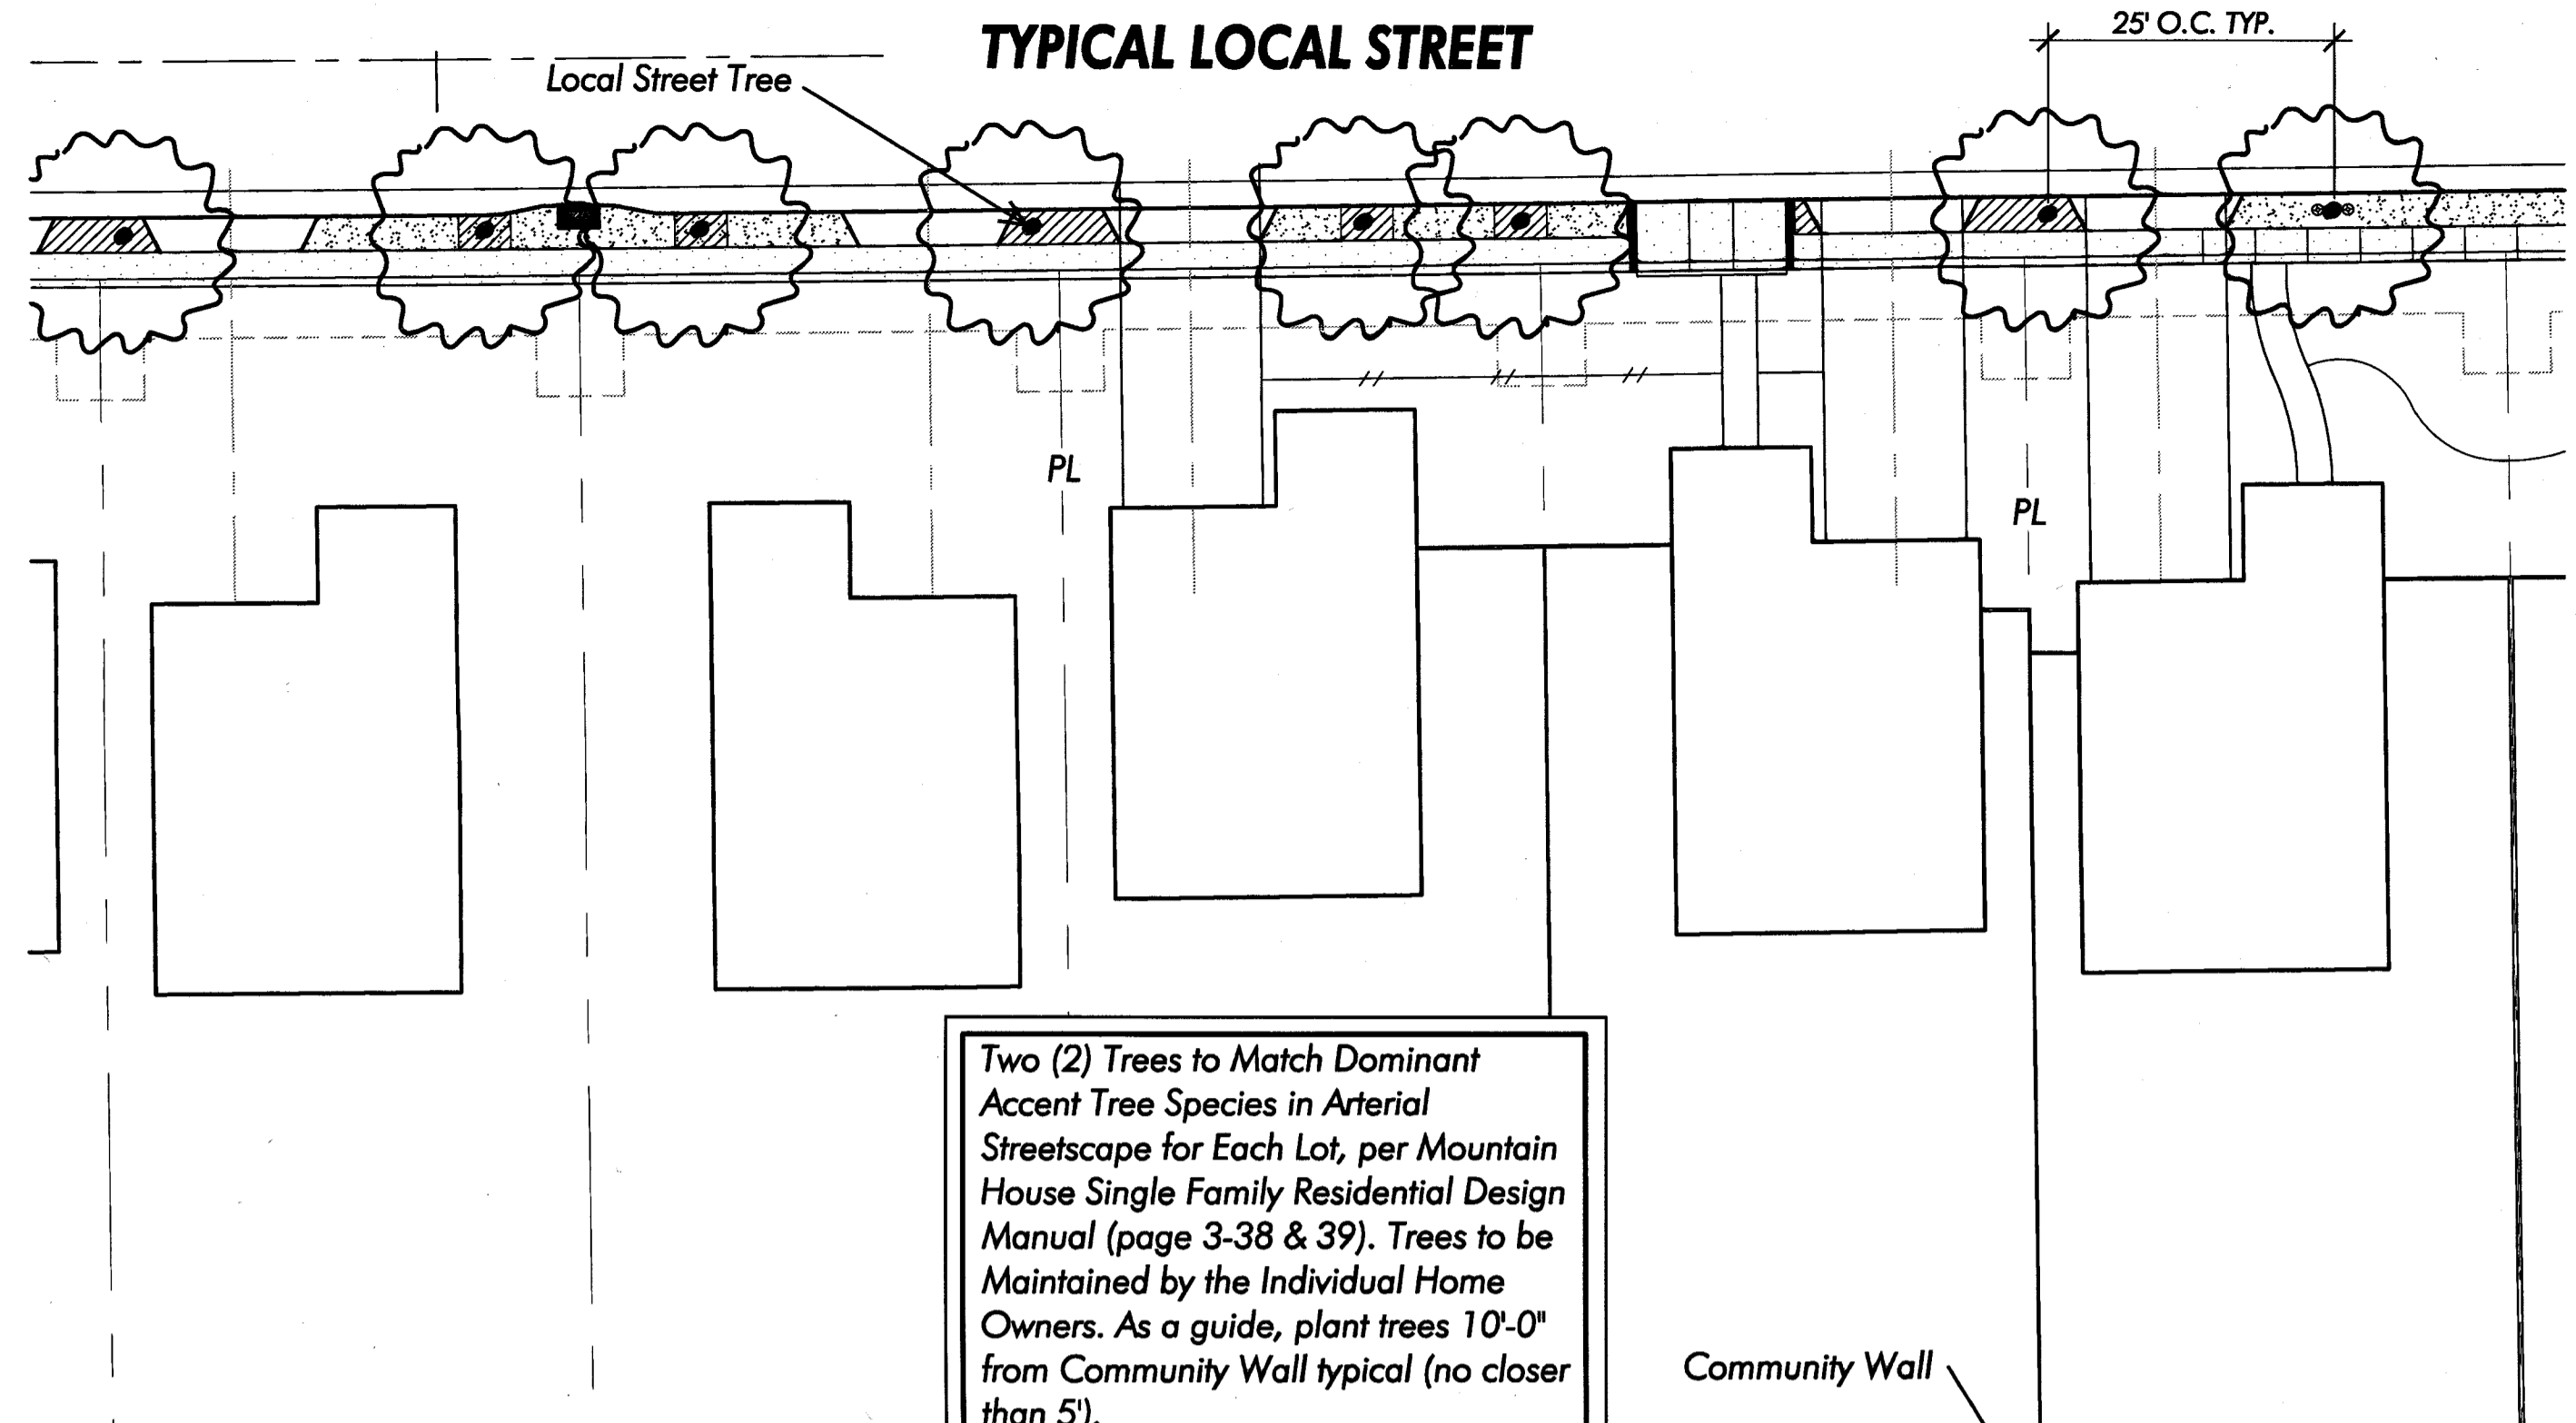 TYPICAL LOCAL STREET
25' O.C. TYP.
Local Street Tree
PL
PL
Two (2) Trees to Match Dominant
Accent Tree Species in Arterial
Streetscape for Each Lot, per Mountain
House Single Family Residential Design
Manual (page 3-38 & 39). Trees to be
Maintained by the Individual Home
Owners. As a guide, plant trees 10'-0"
from Community Wall typical (no closer
than 5').
Community Wall